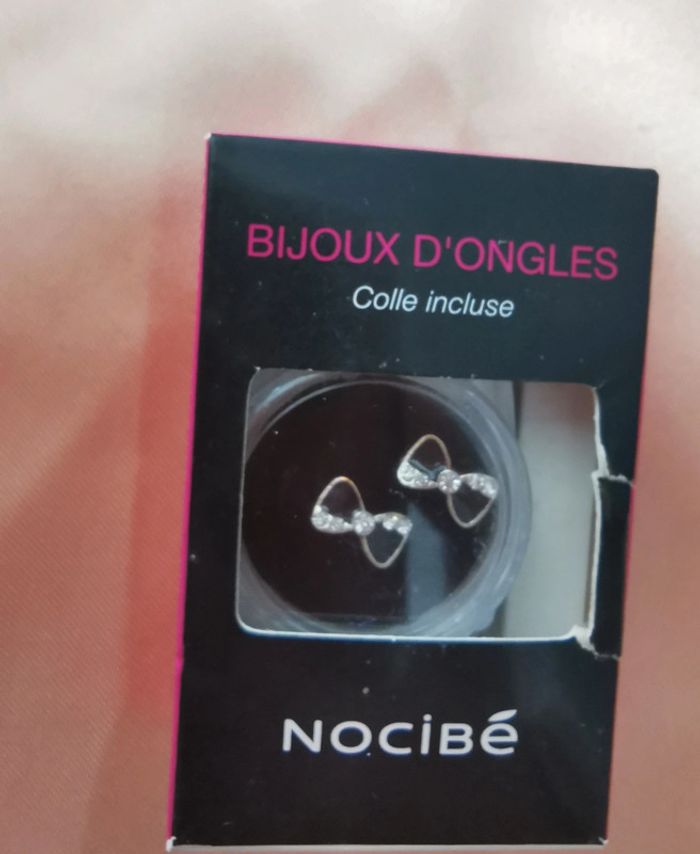 BIJOUX D'ONGLES
Colle incluse
NOCIBé